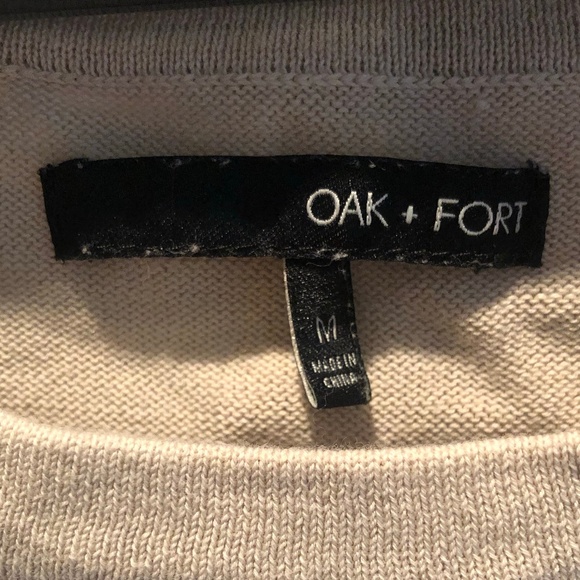 OAK + FORT
M
MADE IN
CHINA